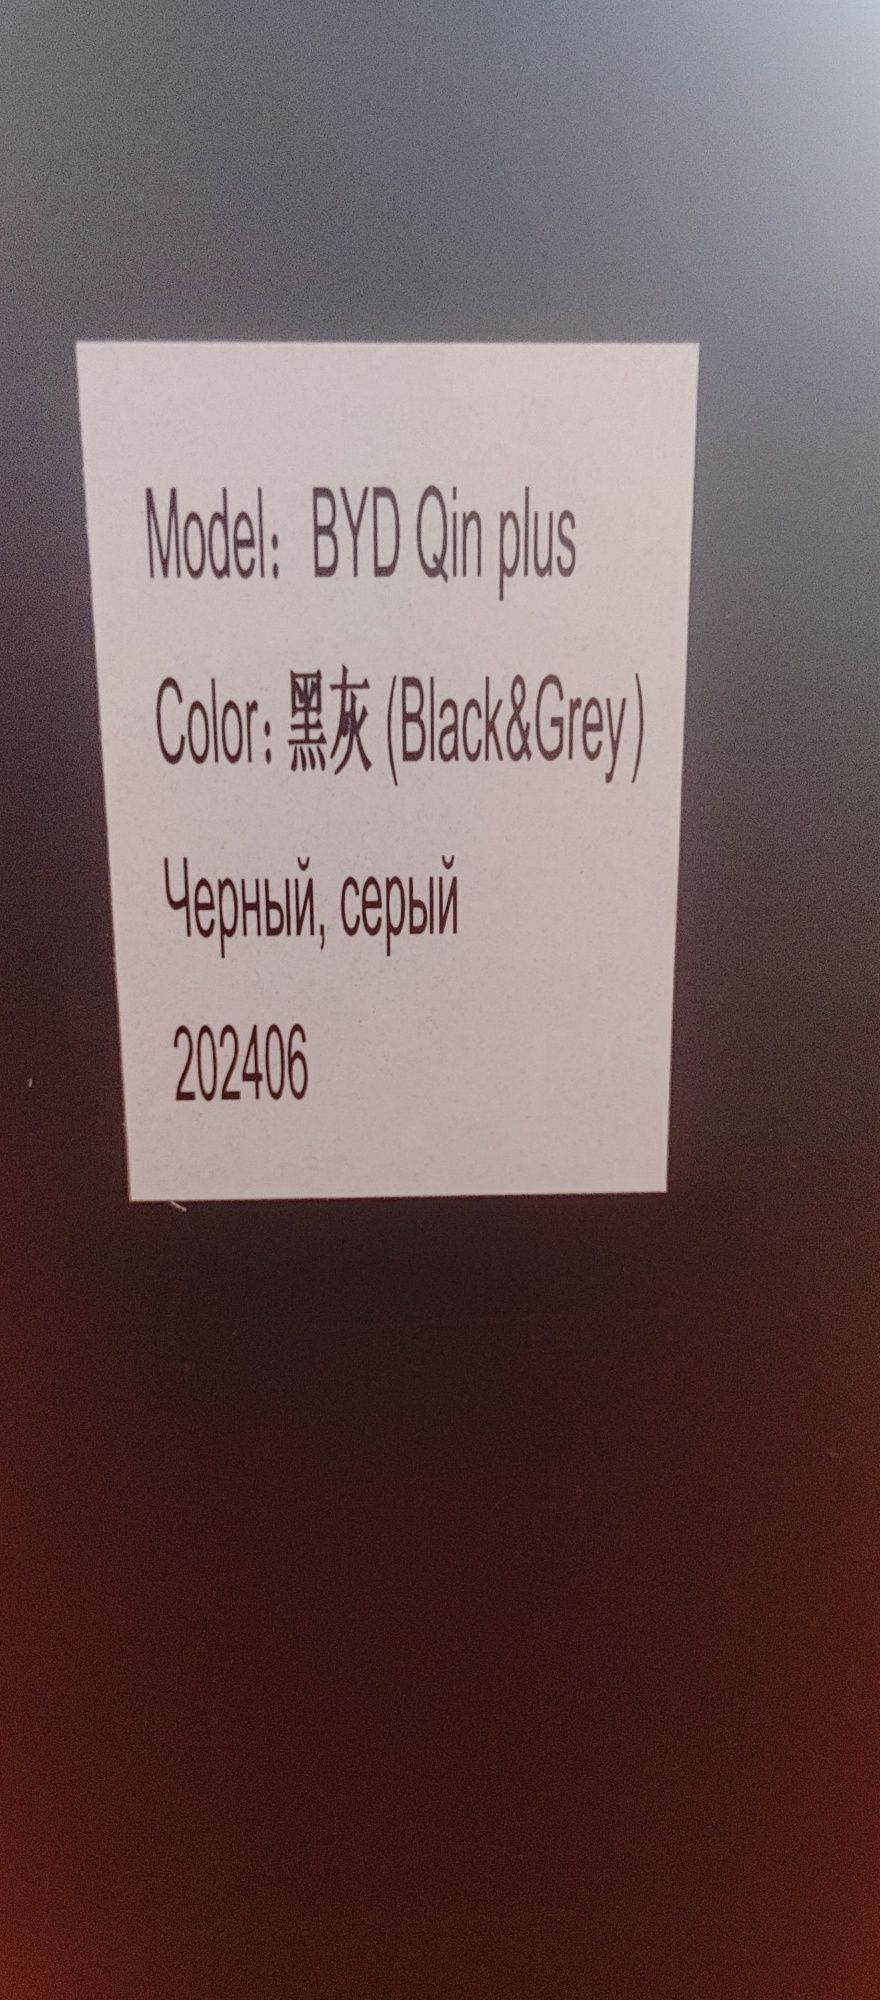 Model: BYD Qin plus
Color: 黑灰 (Black&Grey)
Черный, серый
202406